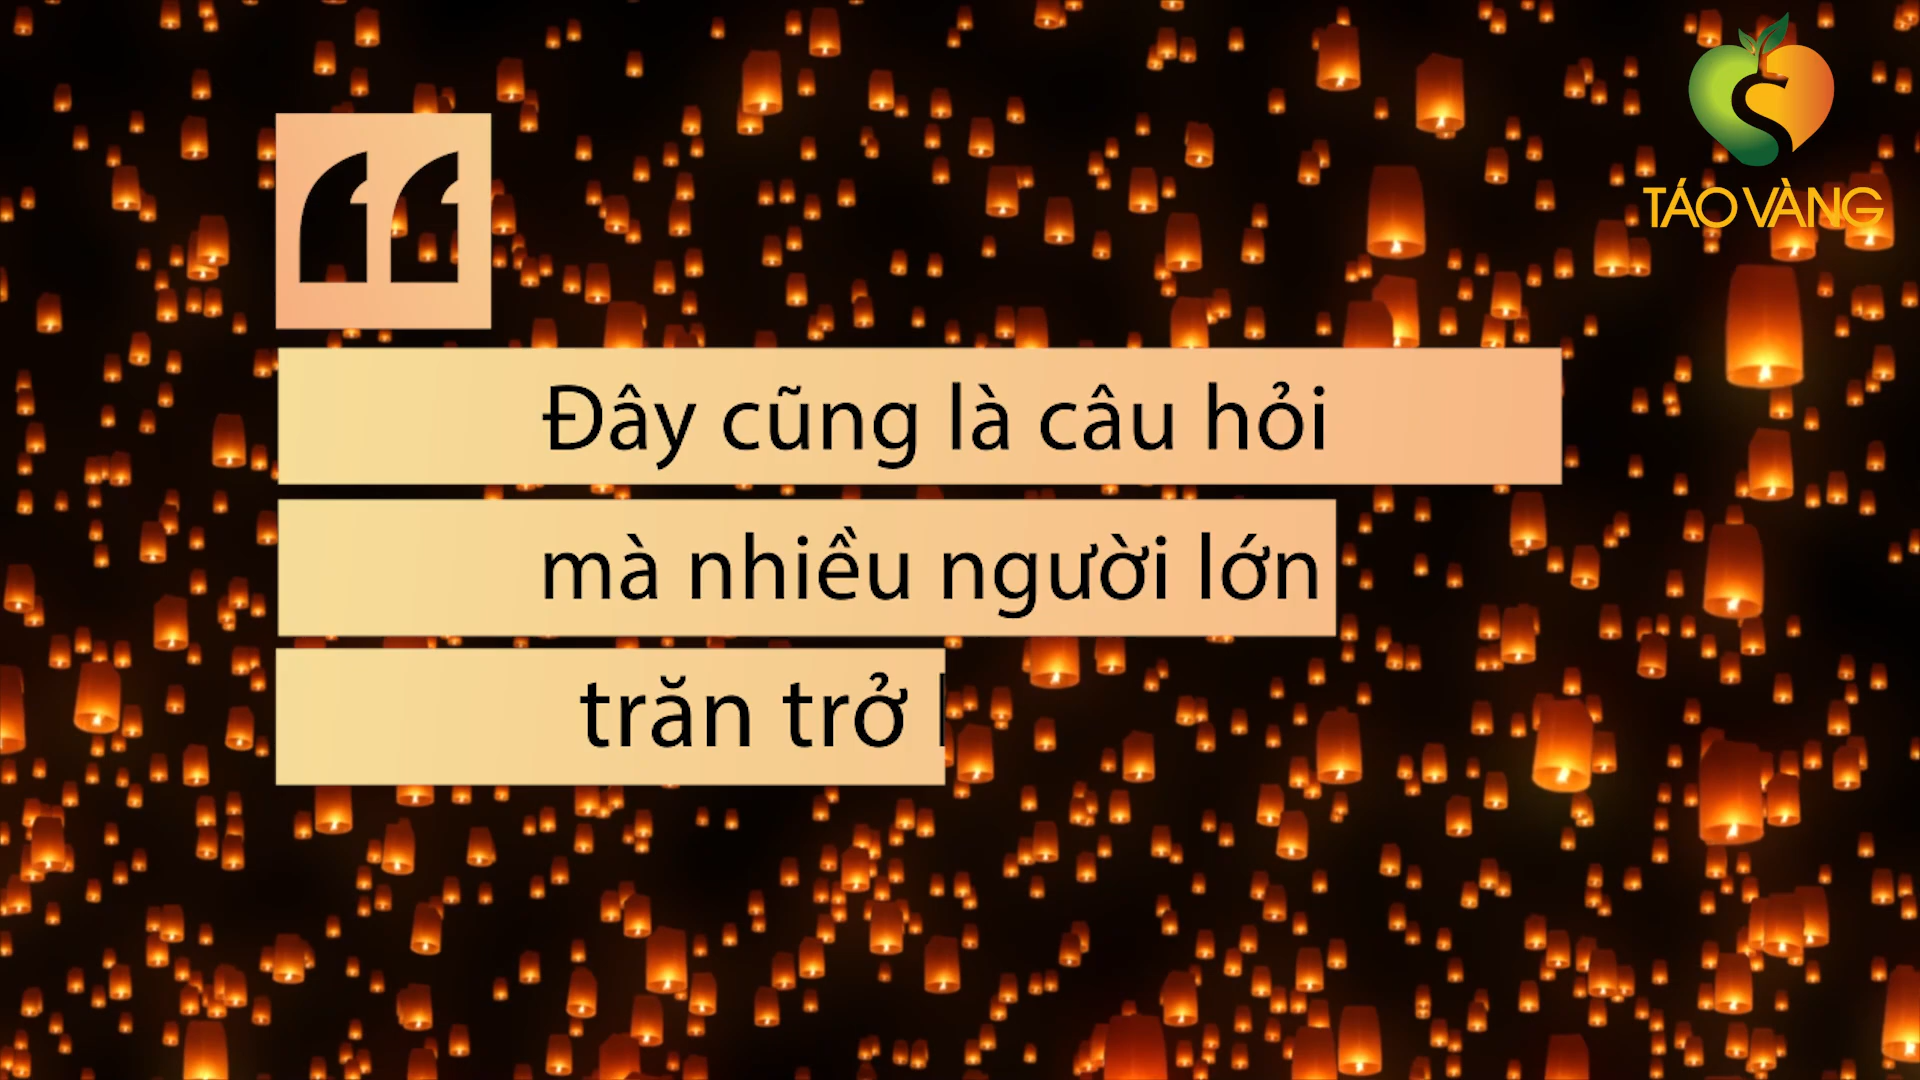 TÁO VÀNG
Đây cũng là câu hỏi
mà nhiều người lớn
trăn trở